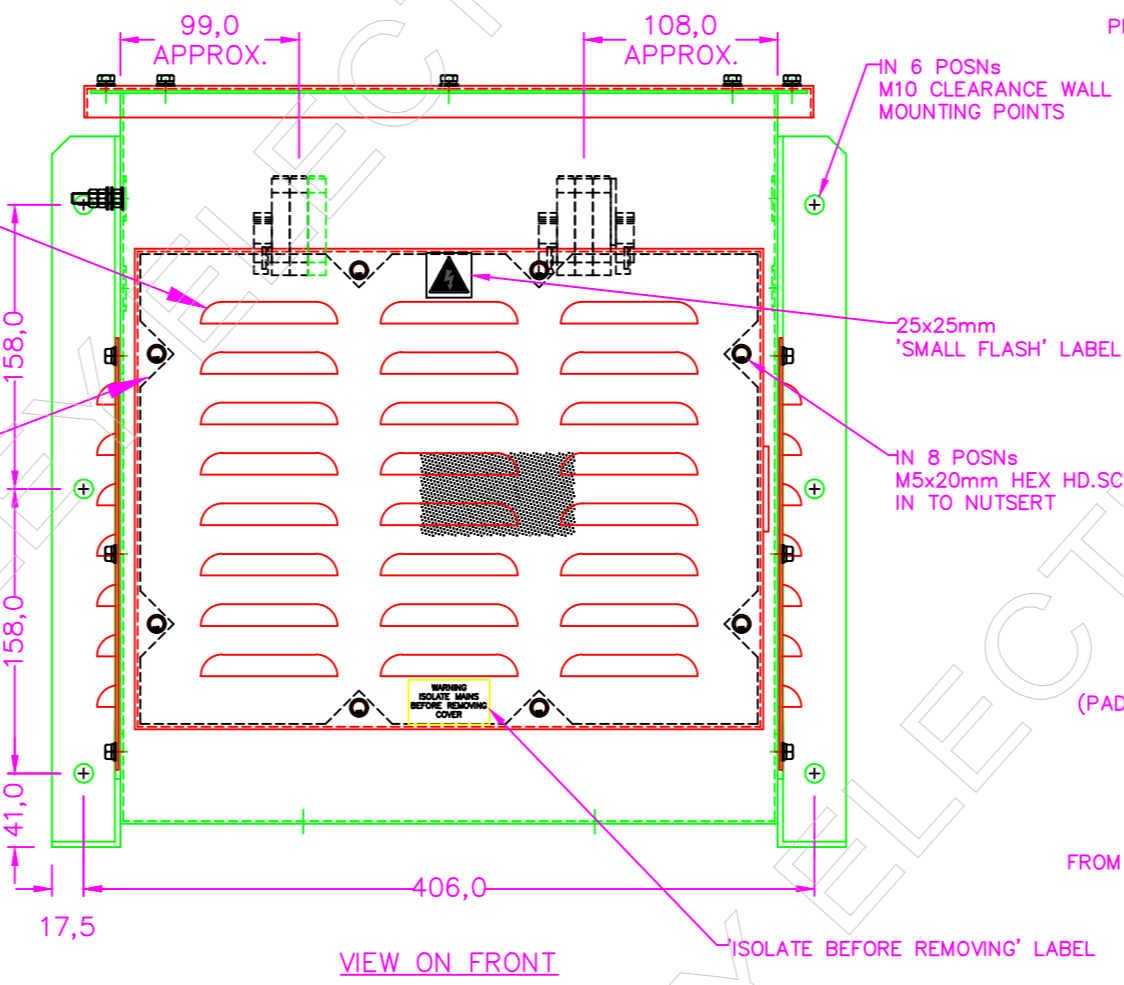 99,0
APPROX.
108,0
APPROX.
IN 6 POSNs
M10 CLEARANCE WALL
MOUNTING POINTS
158,0
25x25mm
'SMALL FLASH' LABEL
IN 8 POSNs
M5x20mm HEX HD.SC
IN TO NUTSERT
158,0
WARNING
ISOLATE MAINS
BEFORE REMOVING
COVER
(PAD
41,0
FROM
406,0
17,5
'ISOLATE BEFORE REMOVING' LABEL
VIEW ON FRONT